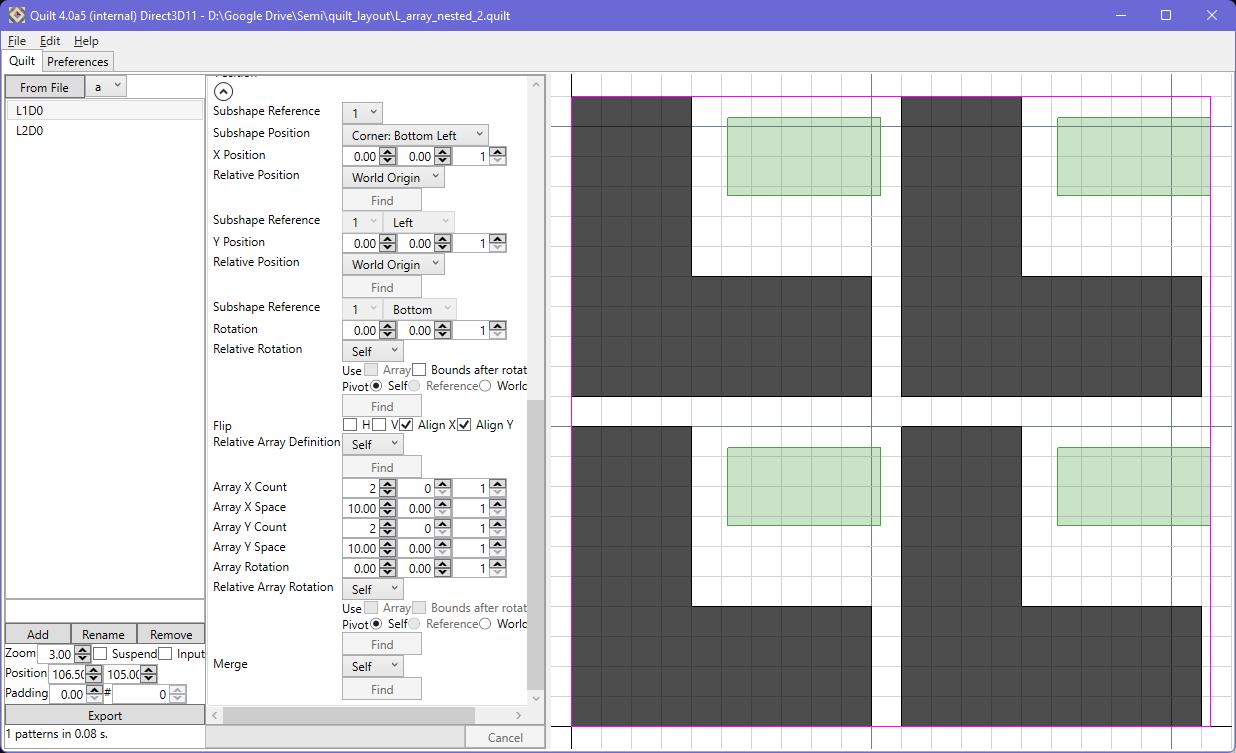 Quilt 4.0a5 (internal) Direct3D11 - D:\Google Drive\Semi\quilt_layout\L_array_nested_2.quilt
File Edit Help
Quilt Preferences
From File a
L1D0
L2D0
Subshape Reference 1
Subshape Position Corner: Bottom Left
X Position 0.00 0.00 1
Relative Position World Origin
Find
Subshape Reference 1 Left
Y Position 0.00 0.00 1
Relative Position World Origin
Find
Subshape Reference 1 Bottom
Rotation 0.00 0.00 1
Relative Rotation Self
Use Array Bounds after rotat
Pivot Self Reference World
Find
Flip H V Align X Align Y
Relative Array Definition Self
Find
Array X Count 2 0 1
Array X Space 10.00 0.00 1
Array Y Count 2 0 1
Array Y Space 10.00 0.00 1
Array Rotation 0.00 0.00 1
Relative Array Rotation Self
Use Array Bounds after rotat
Pivot Self Reference World
Find
Merge Self
Find
Add Rename Remove
Zoom 3.00 Suspend Input
Position 106.50 105.00
Padding 0.00 # 0
Export
1 patterns in 0.08 s.
Cancel